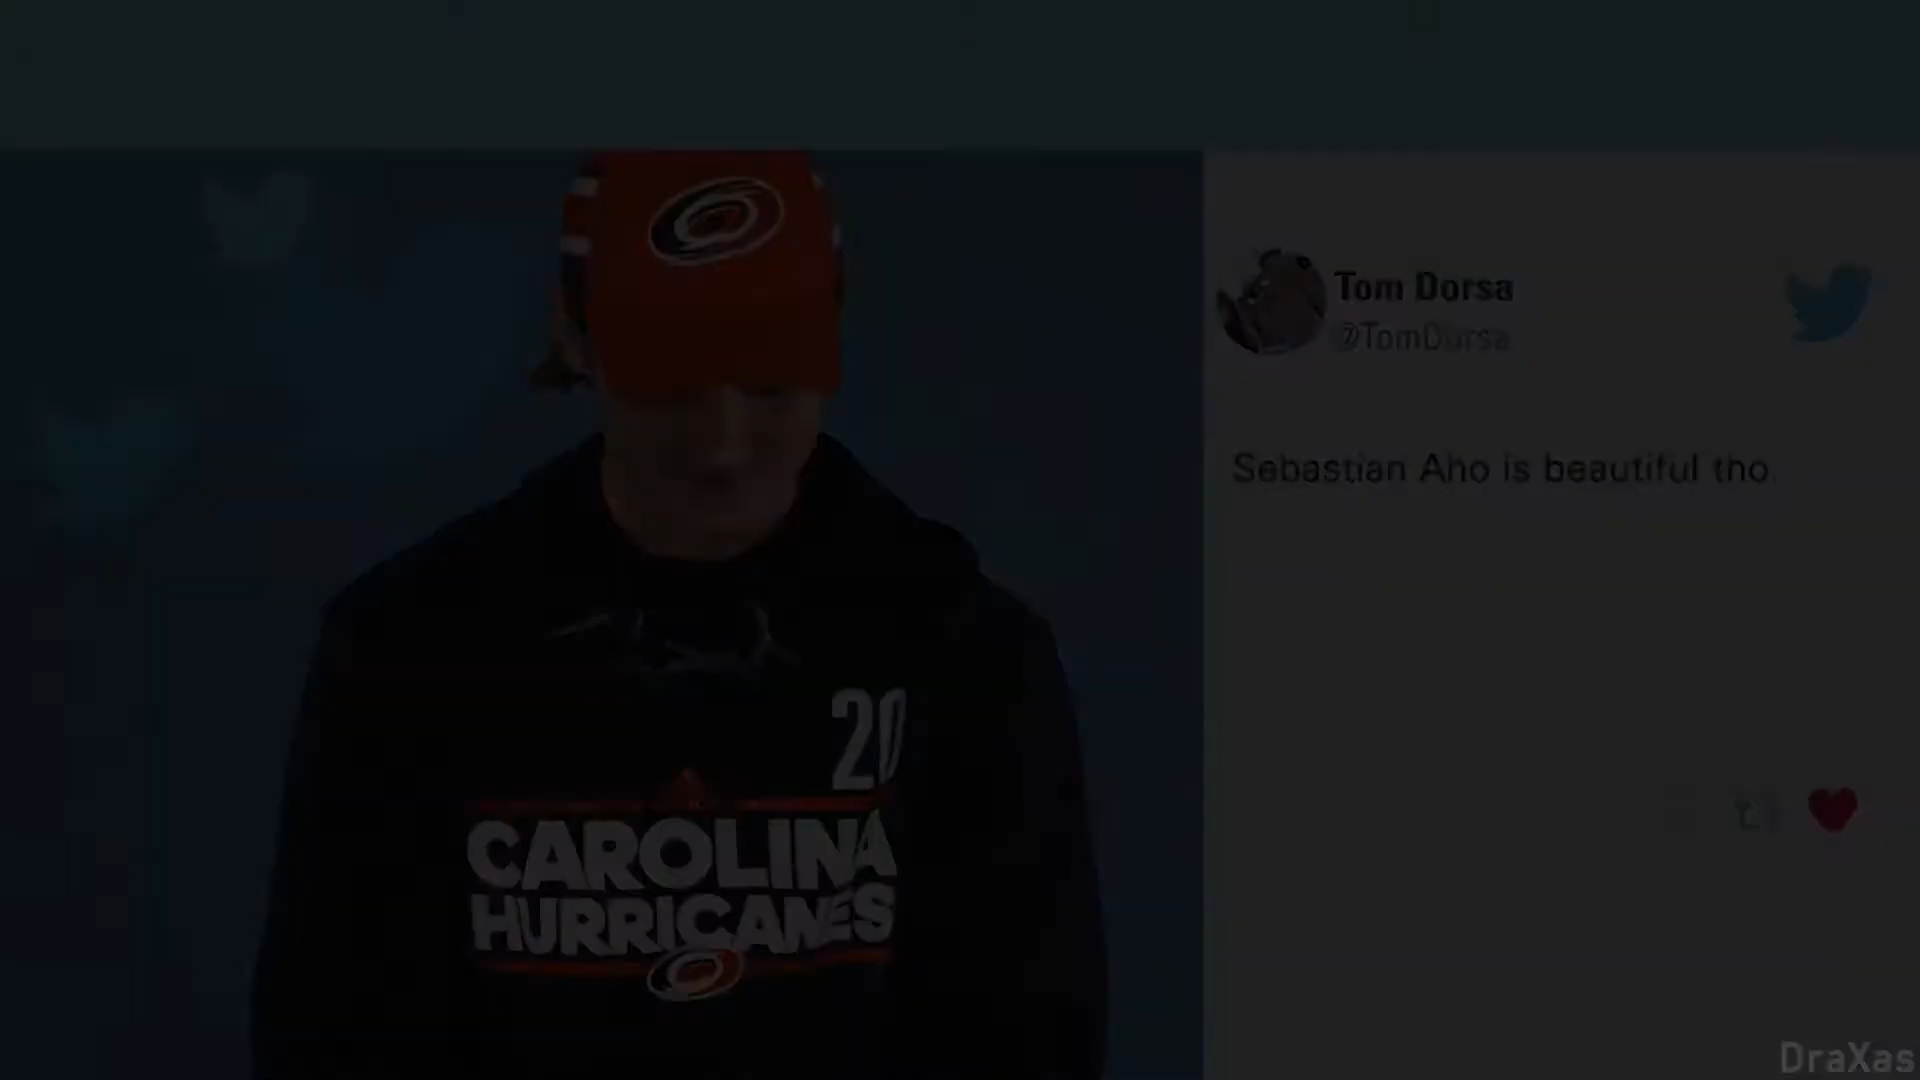 Tom Dorsa
@TomDorsa
Sebastian Aho is beautiful tho
20
CAROLINA
HURRICANES
DraXas